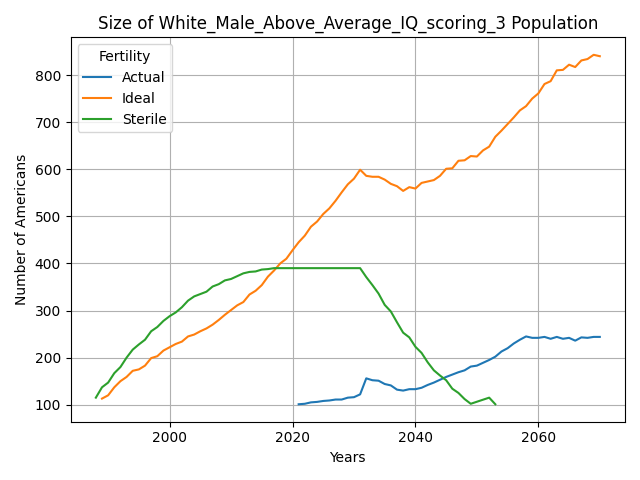 Size of White_Male_Above_Average_IQ_scoring_3 Population
Fertility
Actual
Ideal
Sterile
Number of Americans
800
700
600
500
400
300
200
100
2000 2020 2040 2060
Years